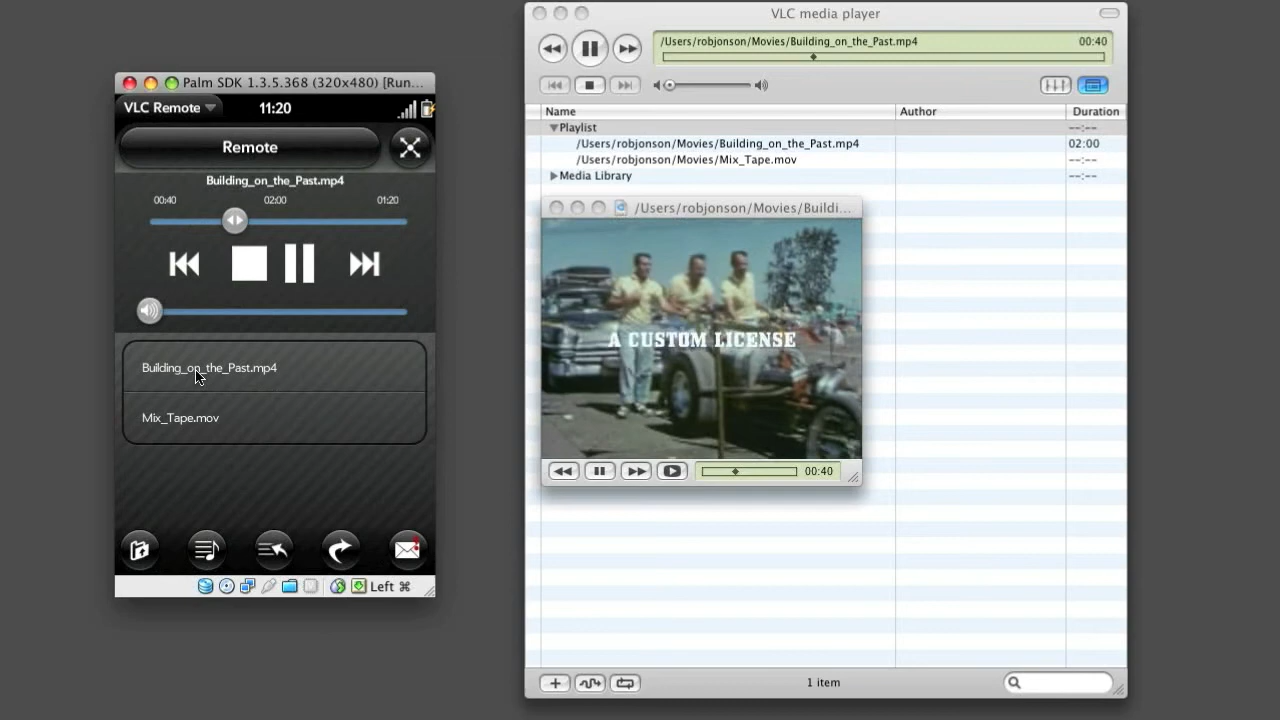 Palm SDK 1.3.5.368 (320x480) [Run...
VLC Remote 11:20
Remote
Building_on_the_Past.mp4
00:40 02:00 01:20
Building_on_the_Past.mp4
Mix_Tape.mov
Left ⌘
VLC media player
/Users/robjonson/Movies/Building_on_the_Past.mp4 00:40
Name Author Duration
Playlist --:--
/Users/robjonson/Movies/Building_on_the_Past.mp4 02:00
/Users/robjonson/Movies/Mix_Tape.mov --:--
Media Library --:--
/Users/robjonson/Movies/Buildi...
A CUSTOM LICENSE
00:40
1 item